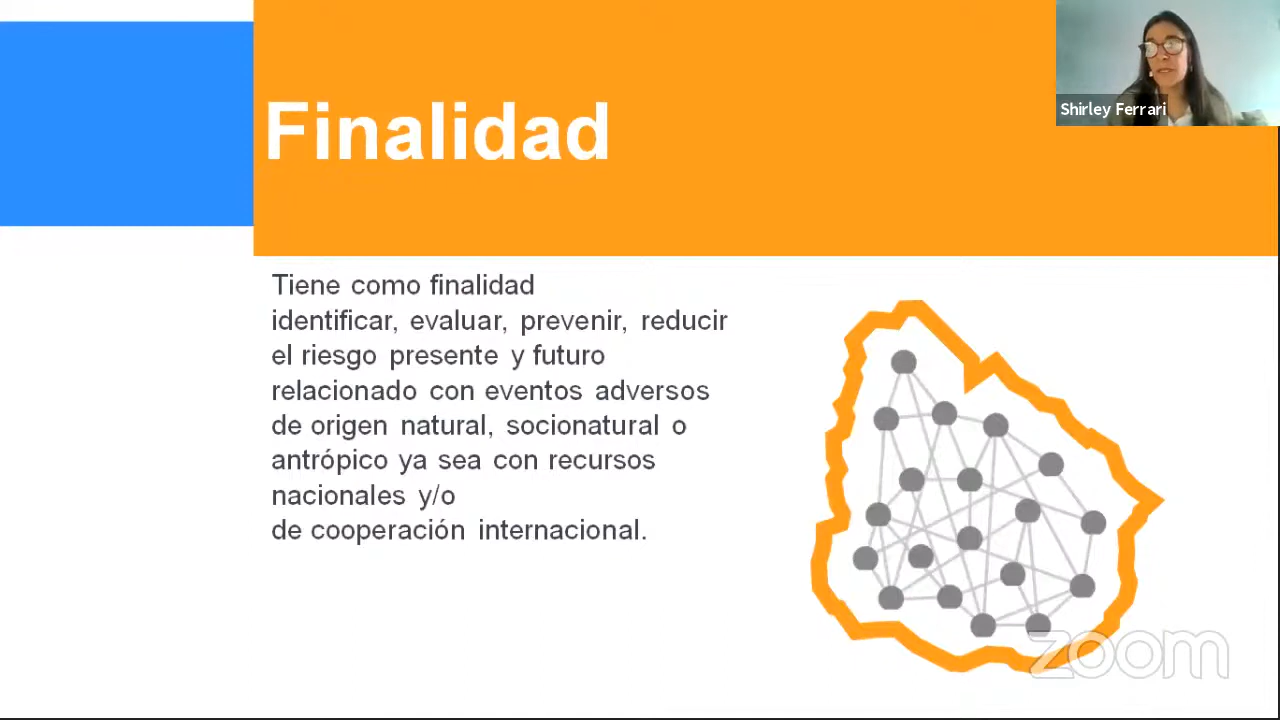 Finalidad
Shirley Ferrari
Tiene como finalidad
identificar, evaluar, prevenir, reducir
el riesgo presente y futuro
relacionado con eventos adversos
de origen natural, socionatural o
antrópico ya sea con recursos
nacionales y/o
de cooperación internacional.
zoom